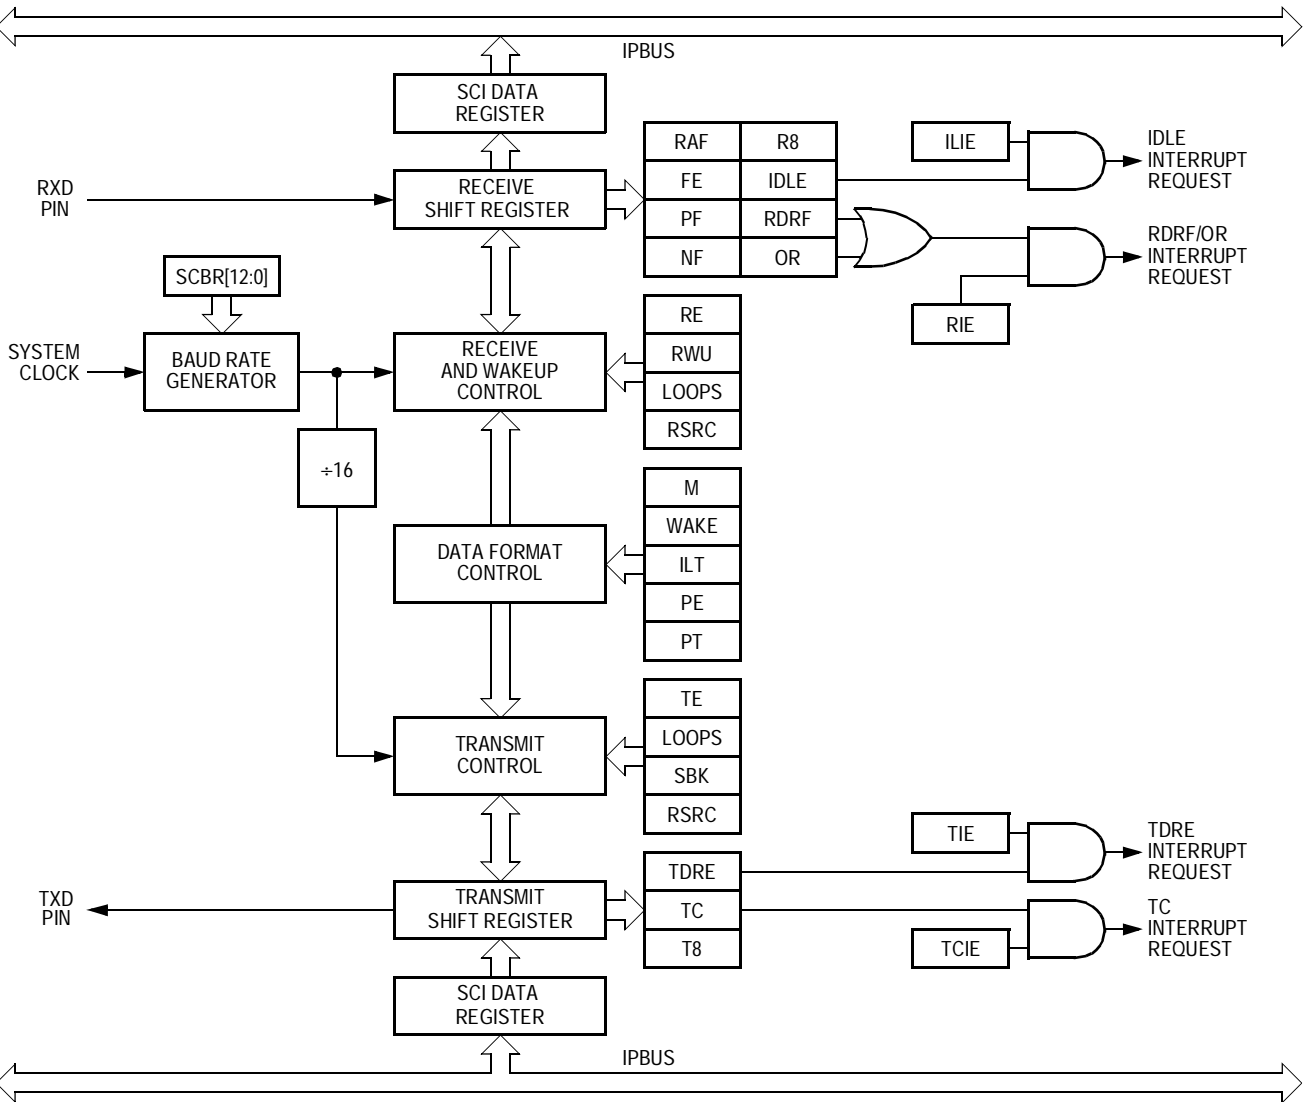 IPBUS
SCI DATA
REGISTER
RAF
R8
ILIE
IDLE
INTERRUPT
REQUEST
RXD
PIN
RECEIVE
SHIFT REGISTER
FE
IDLE
PF
RDRF
NF
OR
RDRF/OR
INTERRUPT
REQUEST
RIE
SCBR[12:0]
SYSTEM
CLOCK
BAUD RATE
GENERATOR
RECEIVE
AND WAKEUP
CONTROL
RE
RWU
LOOPS
RSRC
÷16
DATA FORMAT
CONTROL
M
WAKE
ILT
PE
PT
TRANSMIT
CONTROL
TE
LOOPS
SBK
RSRC
TIE
TDRE
INTERRUPT
REQUEST
TXD
PIN
TRANSMIT
SHIFT REGISTER
TDRE
TC
T8
TCIE
TC
INTERRUPT
REQUEST
SCI DATA
REGISTER
IPBUS